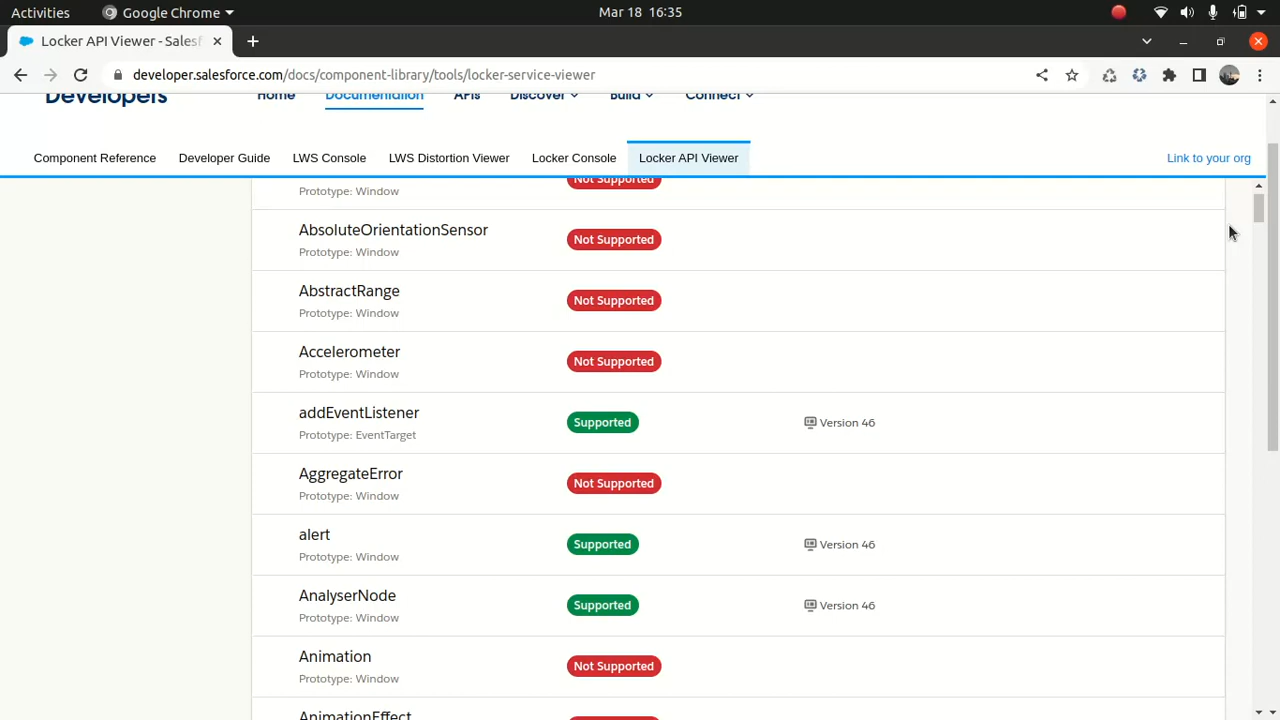 Activities
Google Chrome
Mar 18 16:35
Locker API Viewer - Salesf
developer.salesforce.com/docs/component-library/tools/locker-service-viewer
Developers
Home
Documentation
APIs
Discover
Build
Connect
Component Reference
Developer Guide
LWS Console
LWS Distortion Viewer
Locker Console
Locker API Viewer
Link to your org
Not Supported
Prototype: Window
AbsoluteOrientationSensor
Not Supported
Prototype: Window
AbstractRange
Not Supported
Prototype: Window
Accelerometer
Not Supported
Prototype: Window
addEventListener
Supported
Version 46
Prototype: EventTarget
AggregateError
Not Supported
Prototype: Window
alert
Supported
Version 46
Prototype: Window
AnalyserNode
Supported
Version 46
Prototype: Window
Animation
Not Supported
Prototype: Window
AnimationEffect